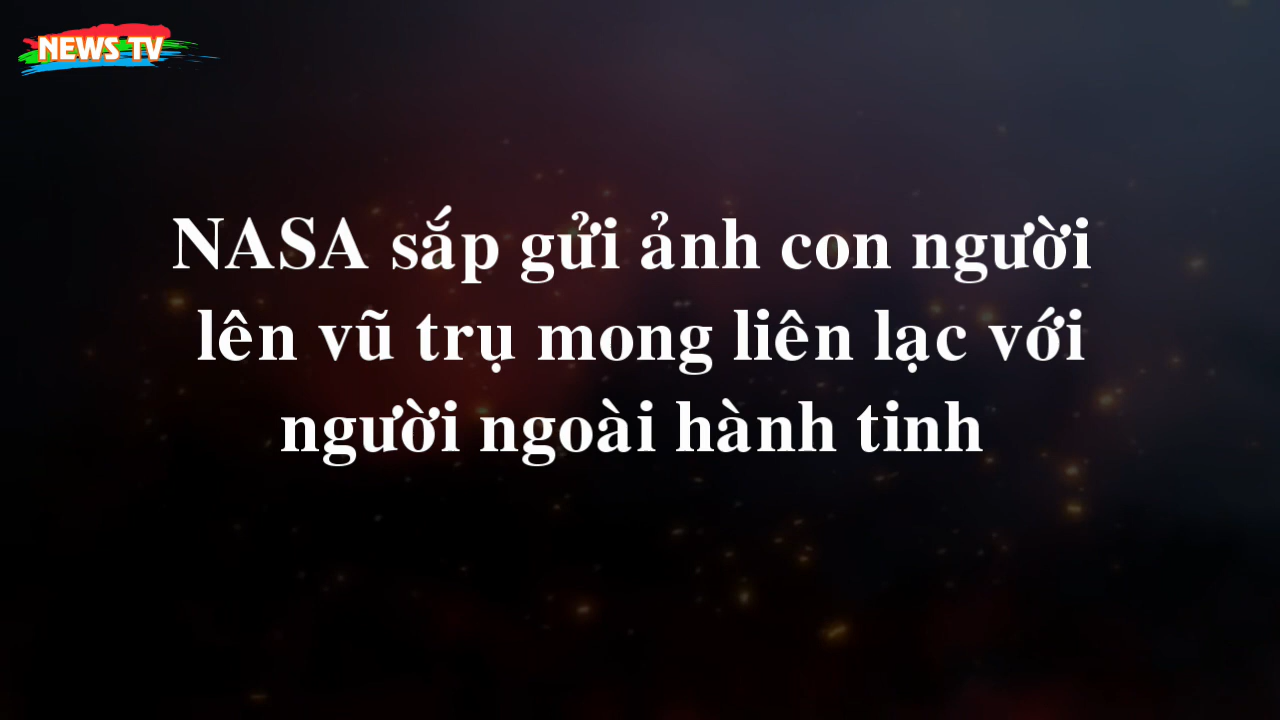 NEWS TV
NASA sắp gửi ảnh con người
lên vũ trụ mong liên lạc với
người ngoài hành tinh